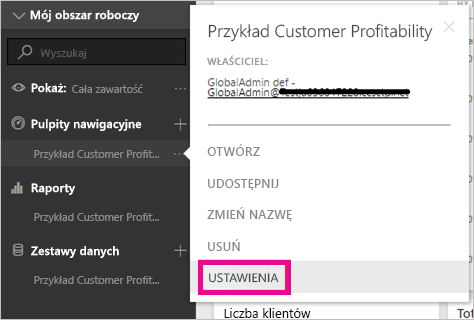 Mój obszar roboczy
Wyszukaj
Pokaż: Cała zawartość
Pulpity nawigacyjne
Przykład Customer Profit...
Raporty
Przykład Customer Profit...
Zestawy danych
Przykład Customer Profit...
Przykład Customer Profitability
WŁAŚCICIEL:
GlobalAdmin def -
GlobalAdmin@
OTWÓRZ
UDOSTĘPNIJ
ZMIEŃ NAZWĘ
USUŃ
USTAWIENIA
Liczba klientów
Tot